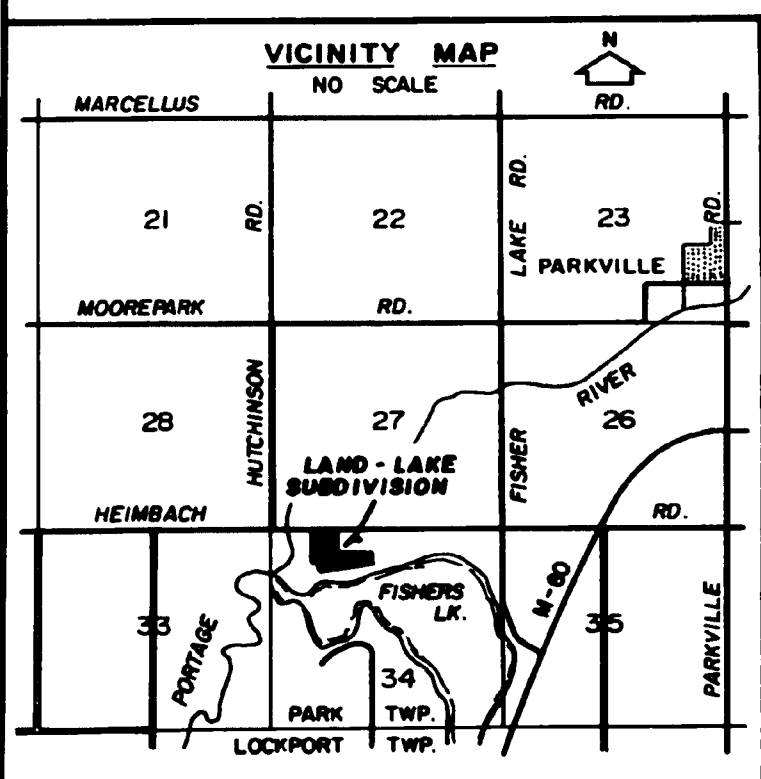 VICINITY MAP
NO SCALE
N
MARCELLUS RD.
21
RD.
22
LAKE RD.
23
RD.
PARKVILLE
MOOREPARK RD.
28
HUTCHINSON
27
FISHER
RIVER
26
LAND - LAKE
SUBDIVISION
HEIMBACH RD.
33
PORTAGE
FISHERS
LK.
M-60
35
PARKVILLE
34
PARK TWP.
LOCKPORT TWP.